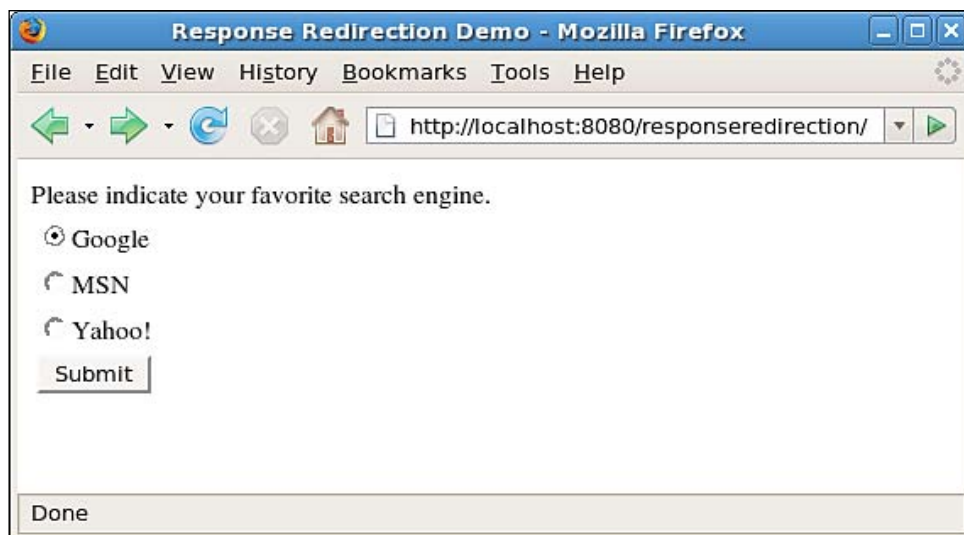 Response Redirection Demo - Mozilla Firefox
File Edit View History Bookmarks Tools Help
http://localhost:8080/responseredirection/
Please indicate your favorite search engine.
Google
MSN
Yahoo!
Submit
Done